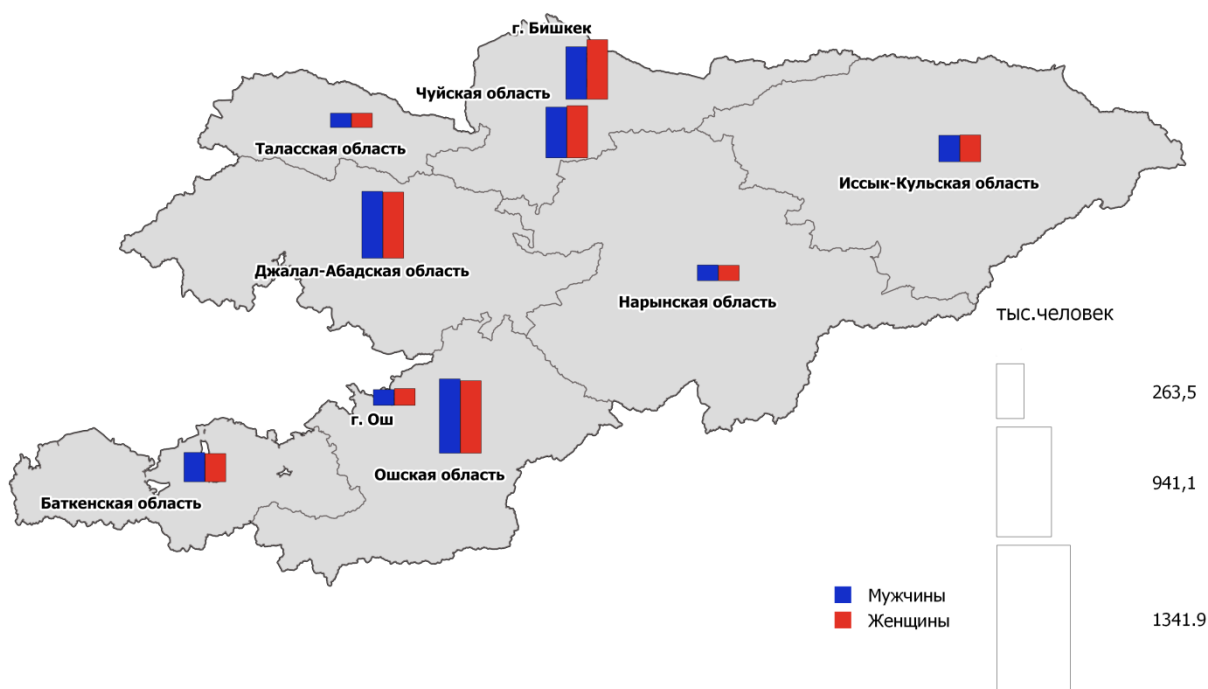 г. Бишкек
Чуйская область
Таласская область
Иссык-Кульская область
Джалал-Абадская область
Нарынская область
г. Ош
Ошская область
Баткенская область
тыс.человек
263,5
941,1
1341.9
Мужчины
Женщины